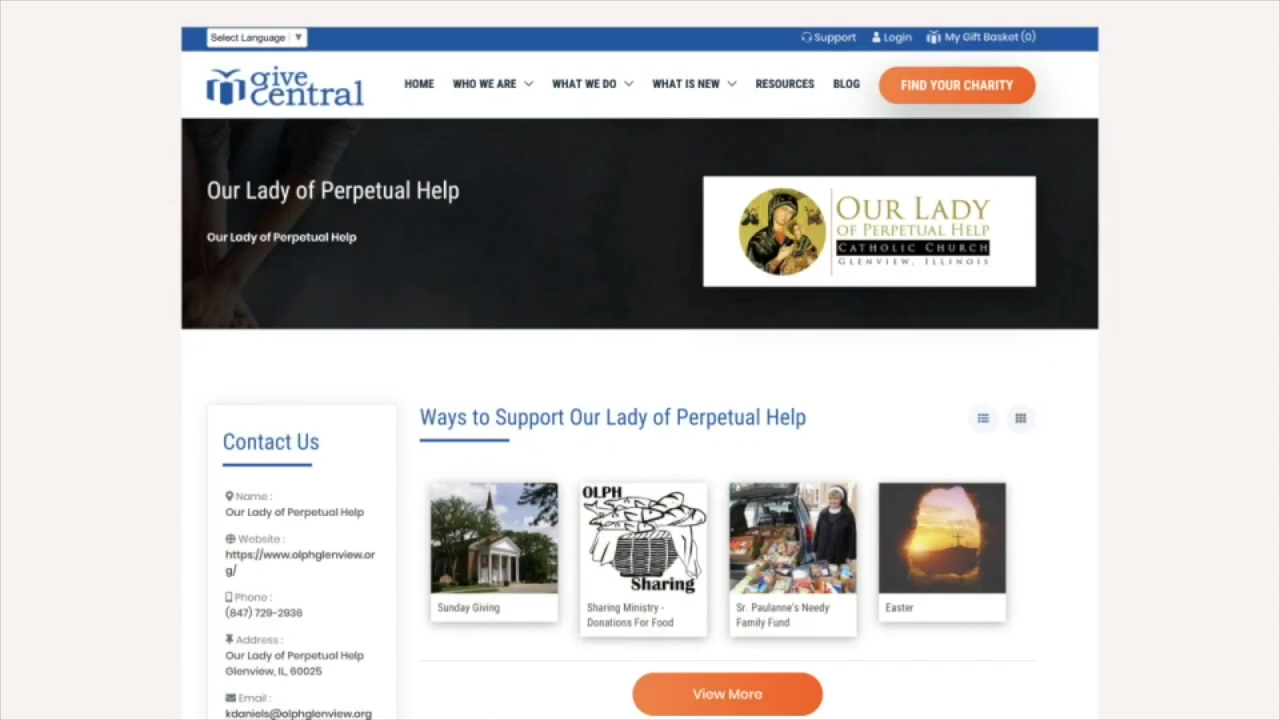 Select Language ▼
Support Login My Gift Basket (0)
give central
HOME WHO WE ARE WHAT WE DO WHAT IS NEW RESOURCES BLOG FIND YOUR CHARITY
Our Lady of Perpetual Help
Our Lady of Perpetual Help
OUR LADY
OF PERPETUAL HELP
CATHOLIC CHURCH
GLENVIEW, ILLINOIS
Contact Us
Name :
Our Lady of Perpetual Help
Website :
https://www.olphglenview.or
g/
Phone :
(847) 729-2936
Address :
Our Lady of Perpetual Help
Glenview, IL, 60025
Email :
kdaniels@olphglenview.org
Ways to Support Our Lady of Perpetual Help
Sunday Giving
OLPH
Sharing
Sharing Ministry -
Donations For Food
Sr. Paulanne's Needy
Family Fund
Easter
View More